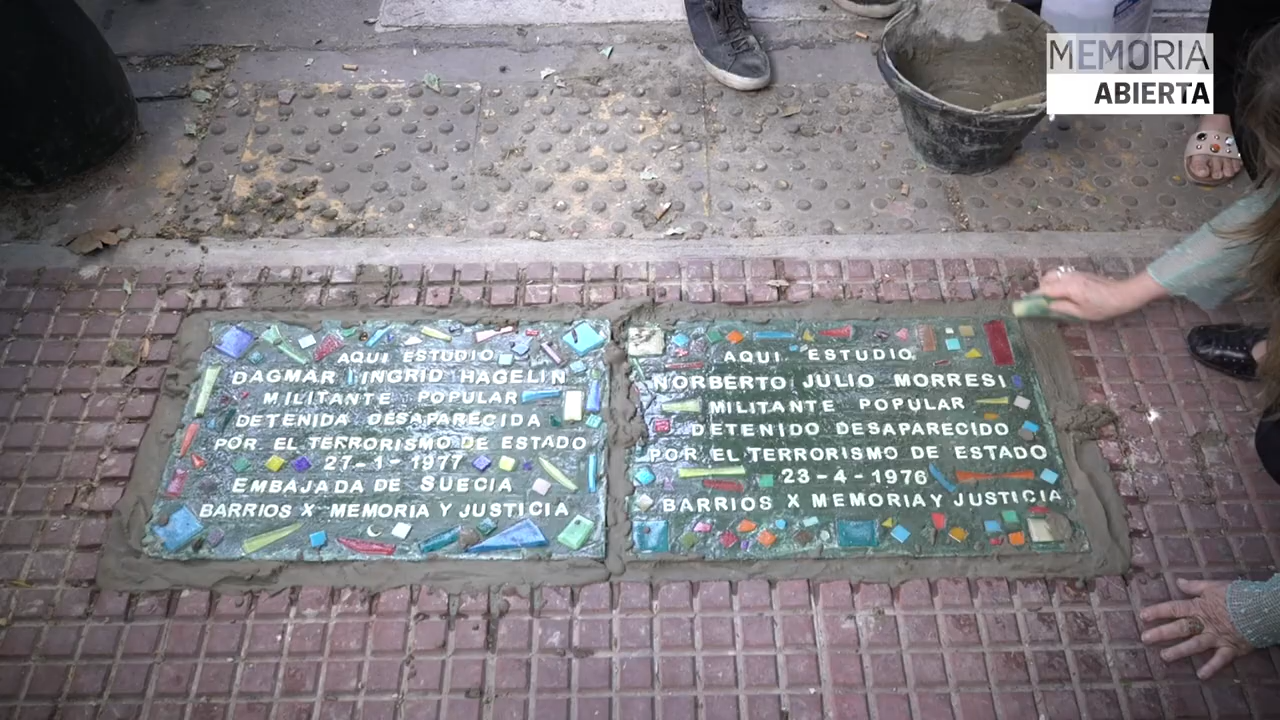 MEMORIA
ABIERTA
AQUI ESTUDIO
DAGMAR INGRID HAGELIN
MILITANTE POPULAR
DETENIDA DESAPARECIDA
POR EL TERRORISMO DE ESTADO
27-1-1977
EMBAJADA DE SUECIA
BARRIOS X MEMORIA Y JUSTICIA
AQUI ESTUDIO
NORBERTO JULIO MORRESI
MILITANTE POPULAR
DETENIDO DESAPARECIDO
POR EL TERRORISMO DE ESTADO
23-4-1976
BARRIOS X MEMORIA Y JUSTICIA